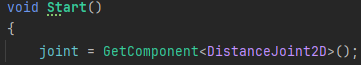 void Start()
{
joint = GetComponent<DistanceJoint2D>();